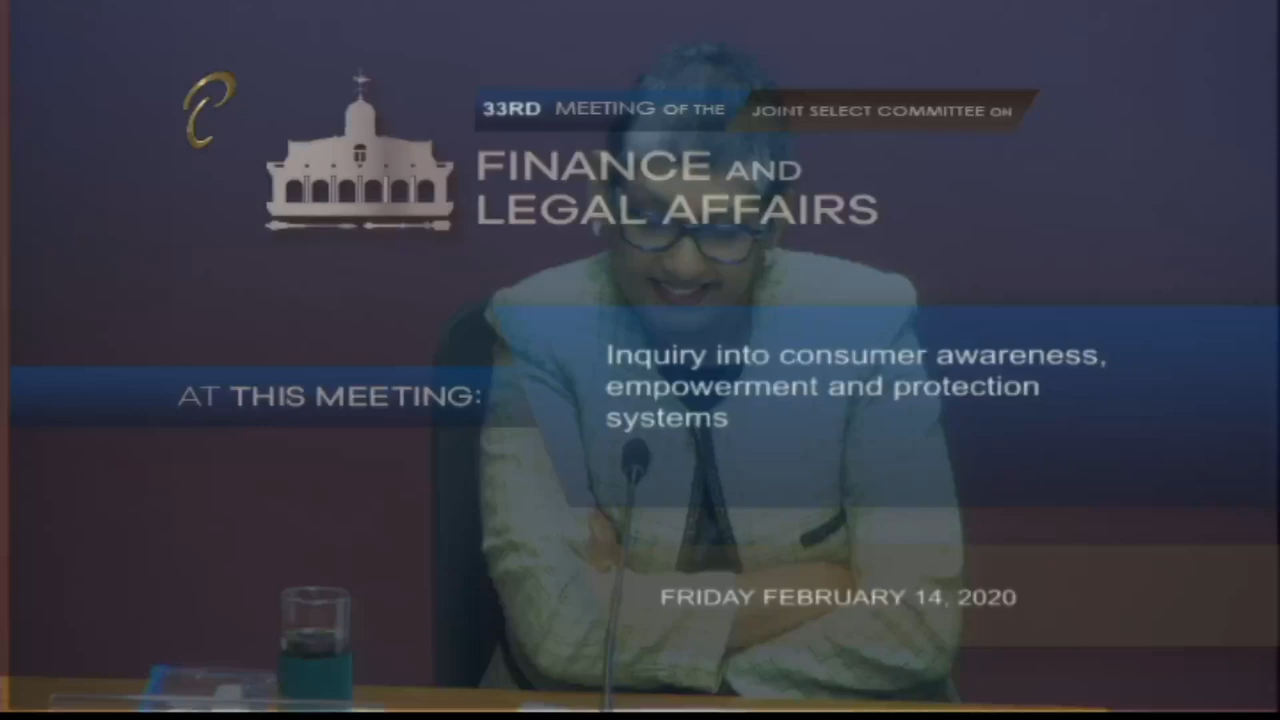 33RD MEETING OF THE JOINT SELECT COMMITTEE ON
FINANCE AND
LEGAL AFFAIRS
AT THIS MEETING:
Inquiry into consumer awareness,
empowerment and protection
systems
FRIDAY FEBRUARY 14, 2020